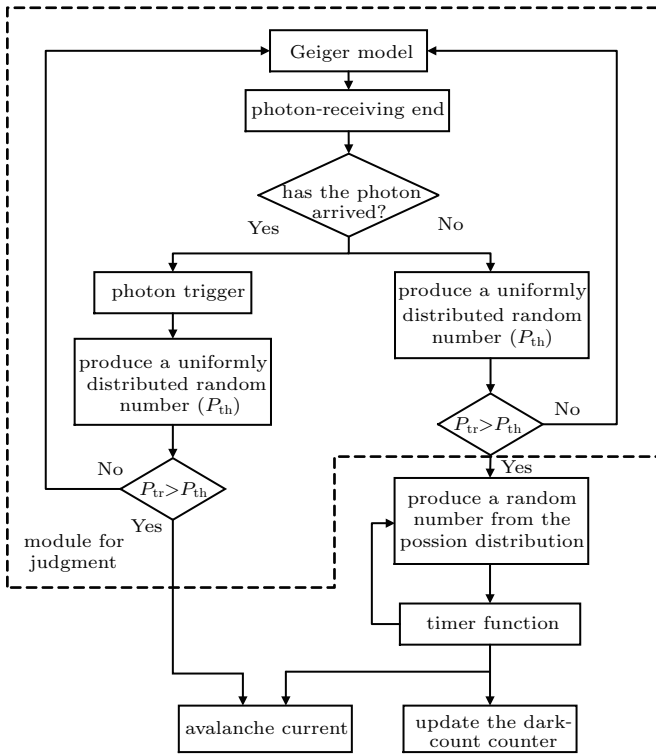 Geiger model
photon-receiving end
has the photon
arrived?
Yes
No
photon trigger
produce a uniformly
distributed random
number (Pth)
Ptr>Pth
No
Yes
produce a uniformly
distributed random
number (Pth)
Ptr>Pth
No
Yes
module for
judgment
produce a random
number from the
possion distribution
timer function
avalanche current
update the dark-
count counter